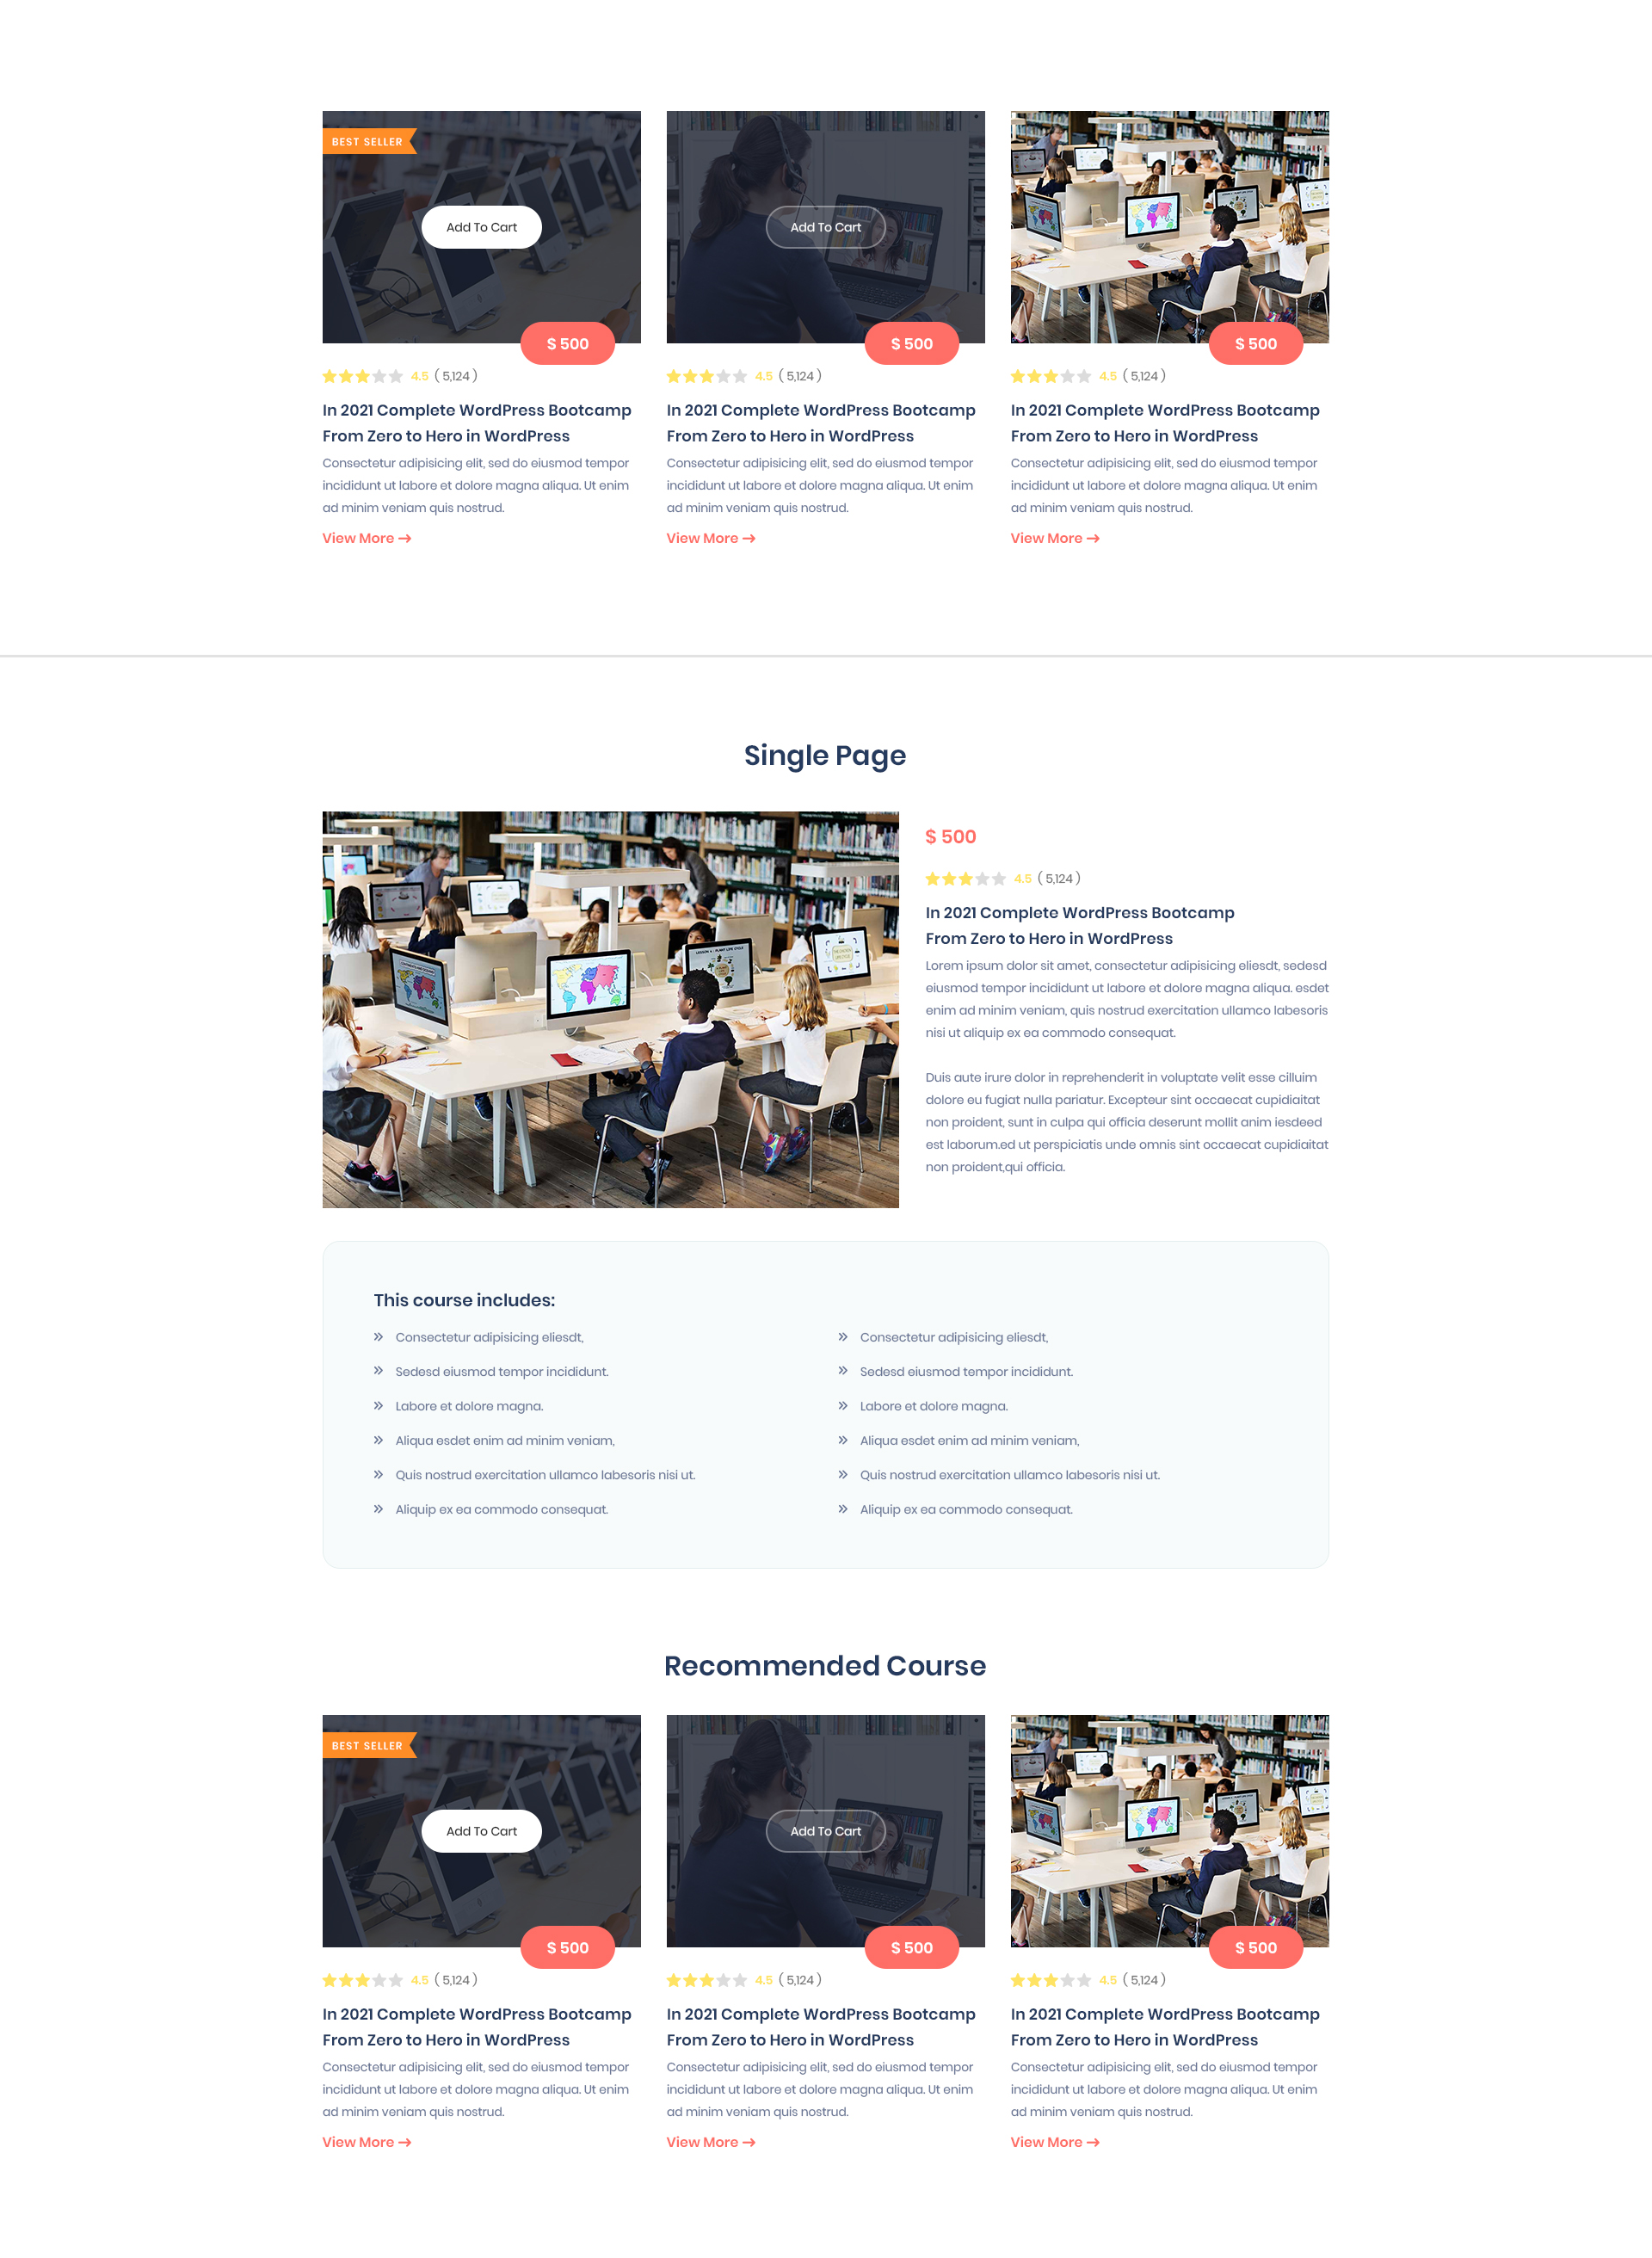 BEST SELLER
Add To Cart
$ 500
4.5 ( 5,124 )
In 2021 Complete WordPress Bootcamp
From Zero to Hero in WordPress
Consectetur adipisicing elit, sed do eiusmod tempor
incididunt ut labore et dolore magna aliqua. Ut enim
ad minim veniam quis nostrud.
View More →
Add To Cart
$ 500
4.5 ( 5,124 )
In 2021 Complete WordPress Bootcamp
From Zero to Hero in WordPress
Consectetur adipisicing elit, sed do eiusmod tempor
incididunt ut labore et dolore magna aliqua. Ut enim
ad minim veniam quis nostrud.
View More →
$ 500
4.5 ( 5,124 )
In 2021 Complete WordPress Bootcamp
From Zero to Hero in WordPress
Consectetur adipisicing elit, sed do eiusmod tempor
incididunt ut labore et dolore magna aliqua. Ut enim
ad minim veniam quis nostrud.
View More →
Single Page
$ 500
4.5 ( 5,124 )
In 2021 Complete WordPress Bootcamp
From Zero to Hero in WordPress
Lorem ipsum dolor sit amet, consectetur adipisicing eliesdt, sedesd
eiusmod tempor incididunt ut labore et dolore magna aliqua. esdet
enim ad minim veniam, quis nostrud exercitation ullamco labesoris
nisi ut aliquip ex ea commodo consequat.
Duis aute irure dolor in reprehenderit in voluptate velit esse cilluim
dolore eu fugiat nulla pariatur. Excepteur sint occaecat cupidiaitat
non proident, sunt in culpa qui officia deserunt mollit anim iesdeed
est laborum.ed ut perspiciatis unde omnis sint occaecat cupidiaitat
non proident,qui officia.
This course includes:
» Consectetur adipisicing eliesdt,
» Sedesd eiusmod tempor incididunt.
» Labore et dolore magna.
» Aliqua esdet enim ad minim veniam,
» Quis nostrud exercitation ullamco labesoris nisi ut.
» Aliquip ex ea commodo consequat.
» Consectetur adipisicing eliesdt,
» Sedesd eiusmod tempor incididunt.
» Labore et dolore magna.
» Aliqua esdet enim ad minim veniam,
» Quis nostrud exercitation ullamco labesoris nisi ut.
» Aliquip ex ea commodo consequat.
Recommended Course
BEST SELLER
Add To Cart
$ 500
4.5 ( 5,124 )
In 2021 Complete WordPress Bootcamp
From Zero to Hero in WordPress
Consectetur adipisicing elit, sed do eiusmod tempor
incididunt ut labore et dolore magna aliqua. Ut enim
ad minim veniam quis nostrud.
View More →
Add To Cart
$ 500
4.5 ( 5,124 )
In 2021 Complete WordPress Bootcamp
From Zero to Hero in WordPress
Consectetur adipisicing elit, sed do eiusmod tempor
incididunt ut labore et dolore magna aliqua. Ut enim
ad minim veniam quis nostrud.
View More →
$ 500
4.5 ( 5,124 )
In 2021 Complete WordPress Bootcamp
From Zero to Hero in WordPress
Consectetur adipisicing elit, sed do eiusmod tempor
incididunt ut labore et dolore magna aliqua. Ut enim
ad minim veniam quis nostrud.
View More →